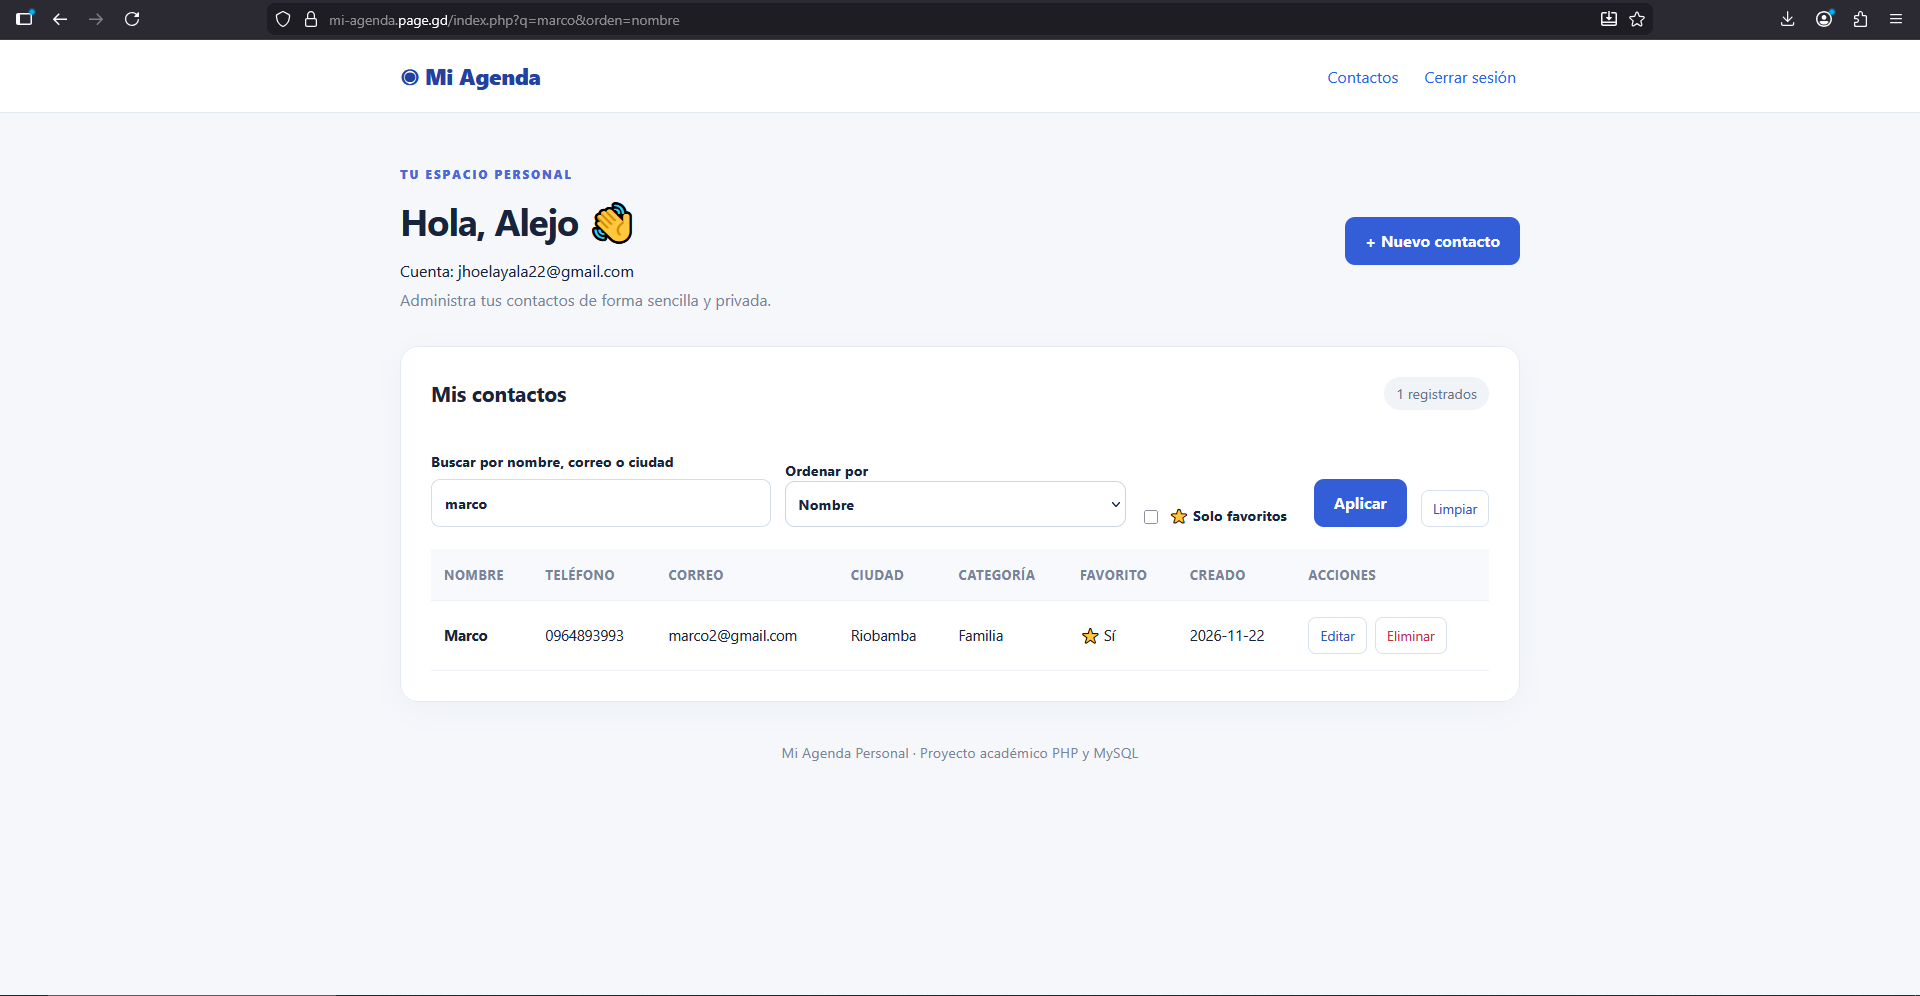 mi-agenda.page.gd/index.php?q=marco&orden=nombre
Mi Agenda
Contactos
Cerrar sesión
TU ESPACIO PERSONAL
Hola, Alejo 👋
Cuenta: jhoelayala22@gmail.com
Administra tus contactos de forma sencilla y privada.
+ Nuevo contacto
Mis contactos
1 registrados
Buscar por nombre, correo o ciudad
marco
Ordenar por
Nombre
⭐ Solo favoritos
Aplicar
Limpiar
NOMBRE TELÉFONO CORREO CIUDAD CATEGORÍA FAVORITO CREADO ACCIONES
Marco 0964893993 marco2@gmail.com Riobamba Familia ⭐ Sí 2026-11-22 Editar Eliminar
Mi Agenda Personal · Proyecto académico PHP y MySQL